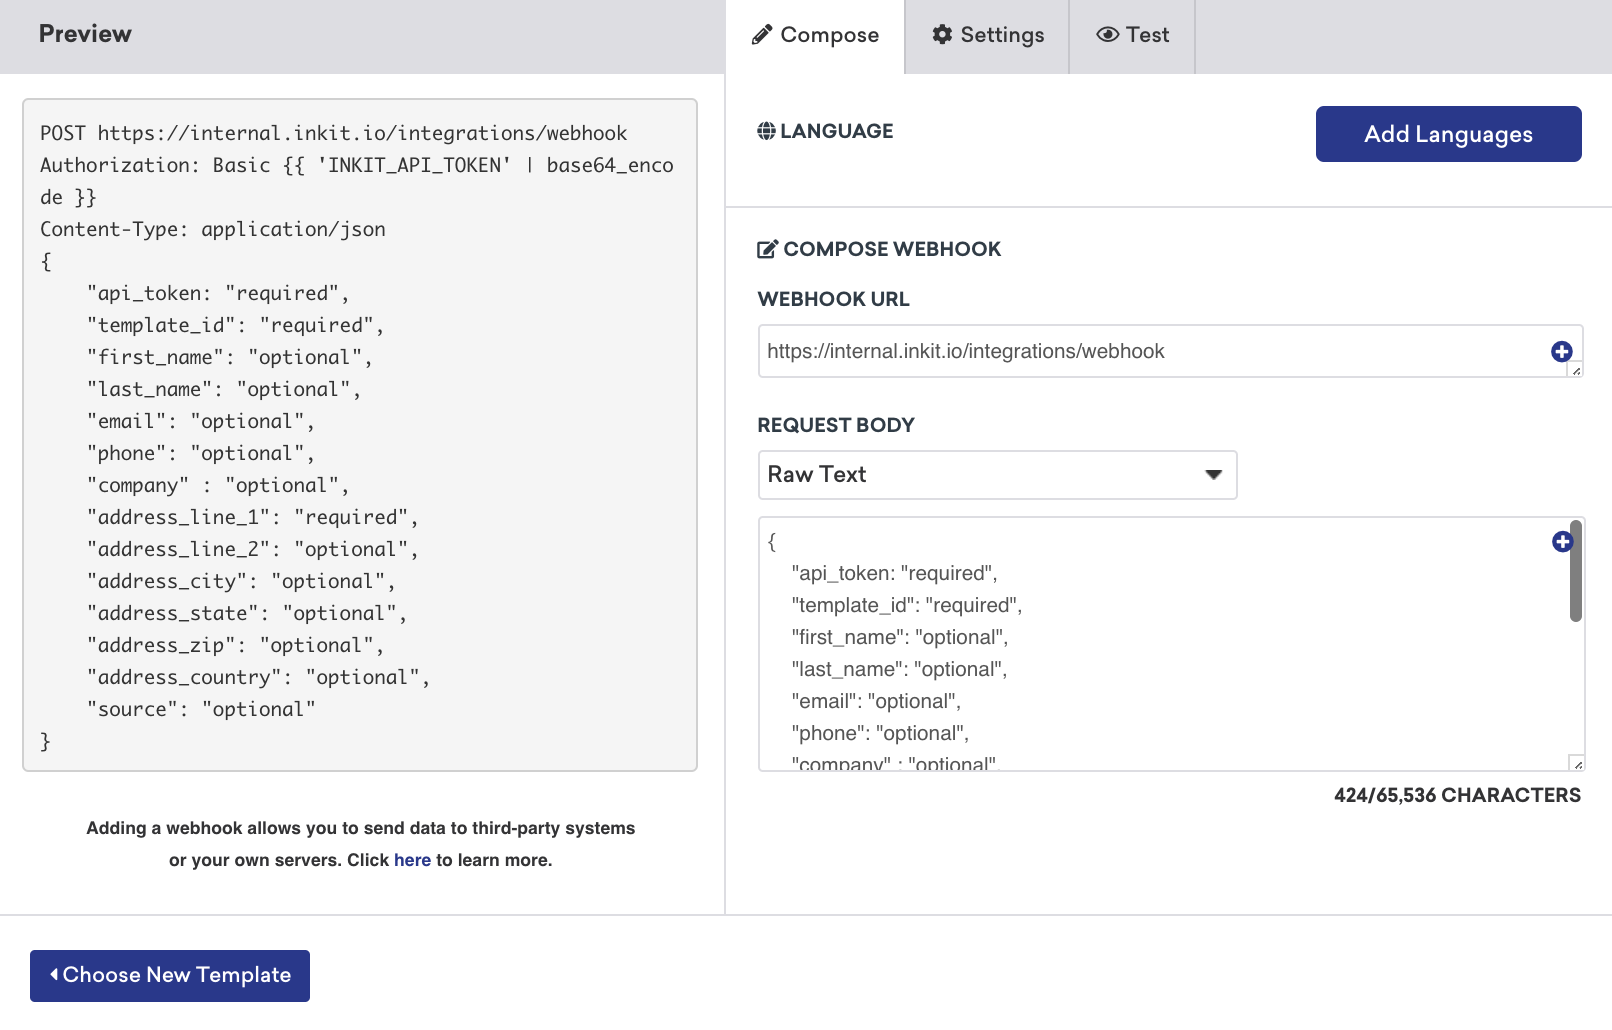 Preview
POST https://internal.inkit.io/integrations/webhook
Authorization: Basic {{ 'INKIT_API_TOKEN' | base64_enco
de }}
Content-Type: application/json
{
    "api_token: "required",
    "template_id": "required",
    "first_name": "optional",
    "last_name": "optional",
    "email": "optional",
    "phone": "optional",
    "company" : "optional",
    "address_line_1": "required",
    "address_line_2": "optional",
    "address_city": "optional",
    "address_state": "optional",
    "address_zip": "optional",
    "address_country": "optional",
    "source": "optional"
}
Adding a webhook allows you to send data to third-party systems
or your own servers. Click here to learn more.
Choose New Template
Compose
Settings
Test
LANGUAGE
Add Languages
COMPOSE WEBHOOK
WEBHOOK URL
https://internal.inkit.io/integrations/webhook
REQUEST BODY
Raw Text
{
    "api_token: "required",
    "template_id": "required",
    "first_name": "optional",
    "last_name": "optional",
    "email": "optional",
    "phone": "optional",
    "company" : "optional",
424/65,536 CHARACTERS